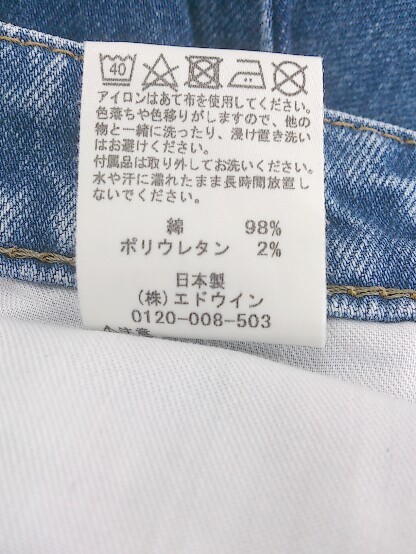 40
アイロンはあて布を使用してください。
色落ちや色移りがしますので、他の
物と一緒に洗ったり、浸け置き洗い
はお避けください。
付属品は取り外してお洗いください。
水や汗に濡れたまま長時間放置し
ないでください。
綿 98%
ポリウレタン 2%
日本製
(株)エドウイン
0120-008-503